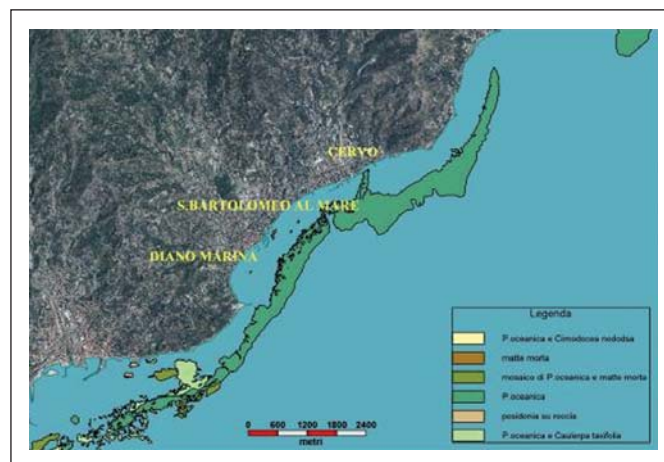 CERVO
S.BARTOLOMEO AL MARE
DIANO MARINA
Legenda
P.oceanica e Cimodocea nododsa
matte morta
mosaico di P.oceanica e matte morta
P.oceanica
posidonia su roccia
P.oceanica e Caulerpa taxifolia
0 600 1200 1800 2400
metri